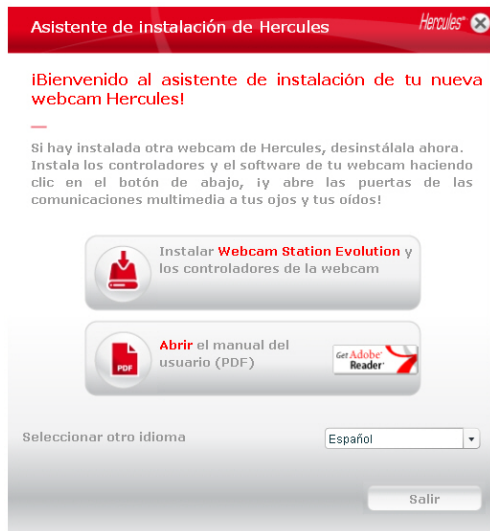 Asistente de instalación de Hercules
Hercules
¡Bienvenido al asistente de instalación de tu nueva
webcam Hercules!
Si hay instalada otra webcam de Hercules, desinstálala ahora.
Instala los controladores y el software de tu webcam haciendo
clic en el botón de abajo, ¡y abre las puertas de las
comunicaciones multimedia a tus ojos y tus oídos!
Instalar Webcam Station Evolution y
los controladores de la webcam
PDF
Abrir el manual del
usuario (PDF)
Get Adobe
Reader
Seleccionar otro idioma
Español
Salir